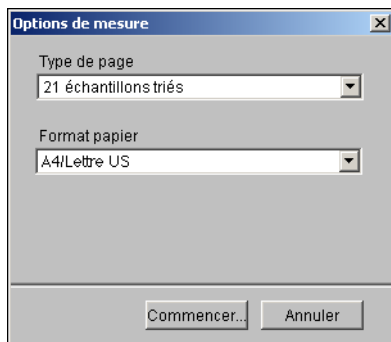 Options de mesure
Type de page
21 échantillons triés
Format papier
A4/Lettre US
Commencer...
Annuler